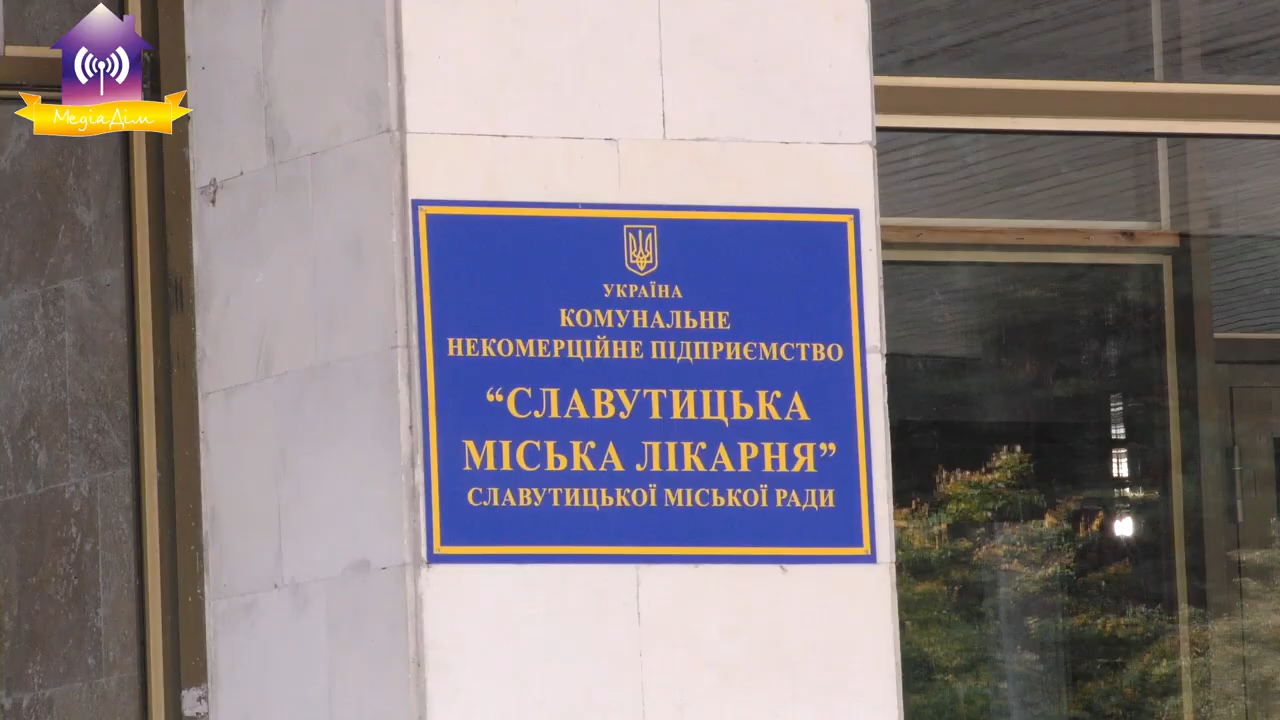 МедіаДім
УКРАЇНА
КОМУНАЛЬНЕ
НЕКОМЕРЦІЙНЕ ПІДПРИЄМСТВО
“СЛАВУТИЦЬКА
МІСЬКА ЛІКАРНЯ”
СЛАВУТИЦЬКОЇ МІСЬКОЇ РАДИ